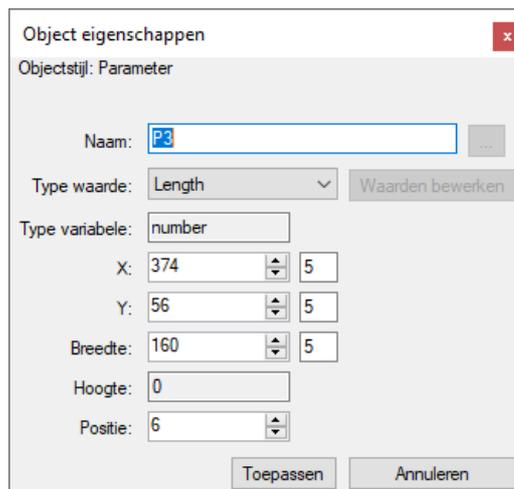 Object eigenschappen
x
Objectstijl: Parameter
Naam: P3 ...
Type waarde: Length Waarden bewerken
Type variabele: number
X: 374 5
Y: 56 5
Breedte: 160 5
Hoogte: 0
Positie: 6
Toepassen Annuleren